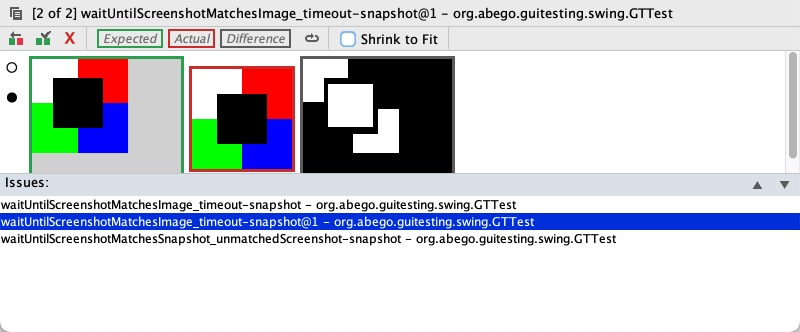 [2 of 2] waitUntilScreenshotMatchesImage_timeout-snapshot@1 – org.abego.guitesting.swing.GTTest
X Expected Actual Difference Shrink to Fit
Issues:
waitUntilScreenshotMatchesImage_timeout-snapshot – org.abego.guitesting.swing.GTTest
waitUntilScreenshotMatchesImage_timeout-snapshot@1 – org.abego.guitesting.swing.GTTest
waitUntilScreenshotMatchesSnapshot_unmatchedScreenshot-snapshot – org.abego.guitesting.swing.GTTest